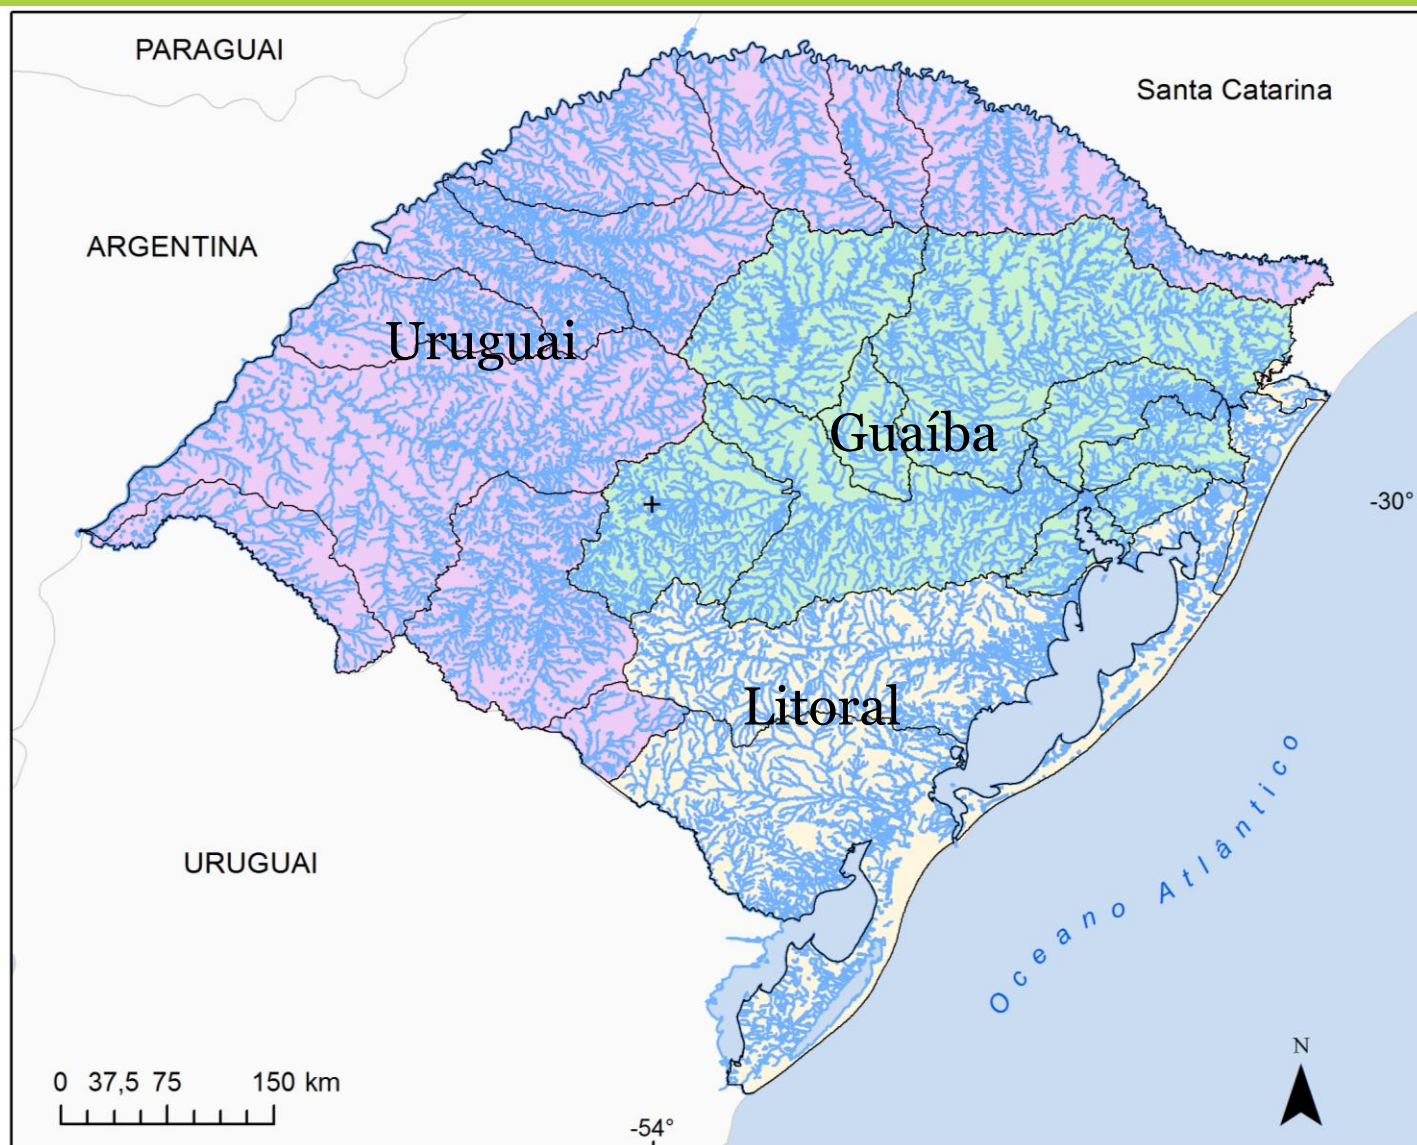 PARAGUAI
Santa Catarina
ARGENTINA
Uruguai
Guaíba
-30°
Litoral
Oceano Atlântico
URUGUAI
N
0 37,5 75 150 km
-54°